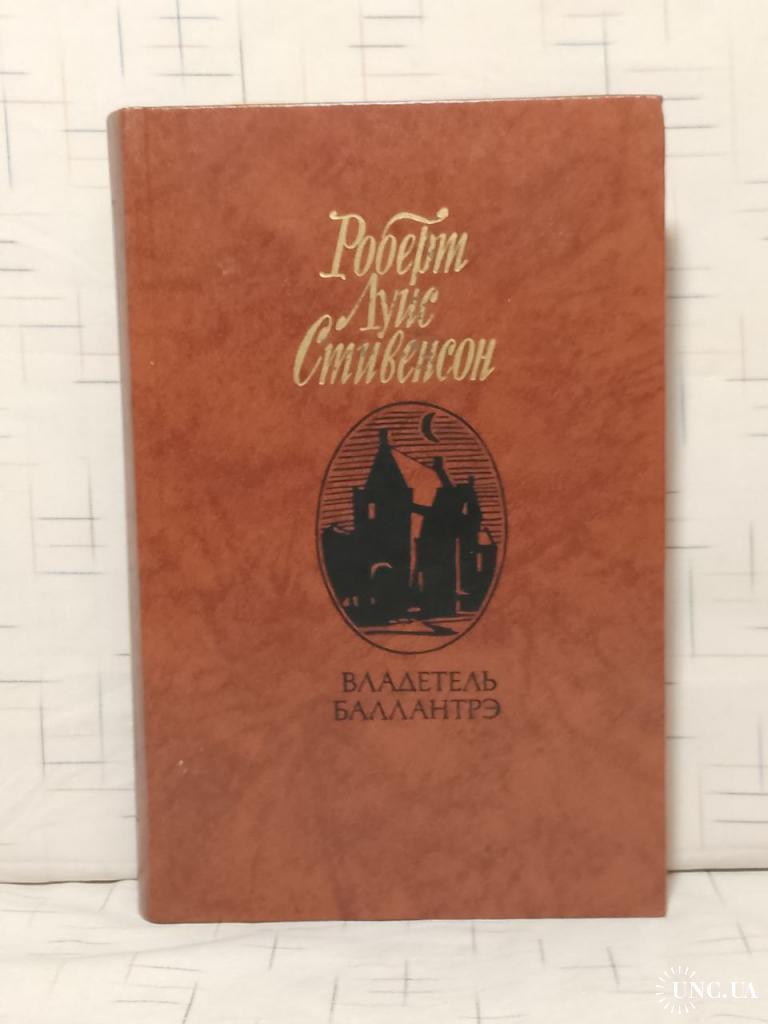 Роберт
Луис
Стивенсон
ВЛАДЕТЕЛЬ
БАЛЛАНТРЭ
UNC.UA